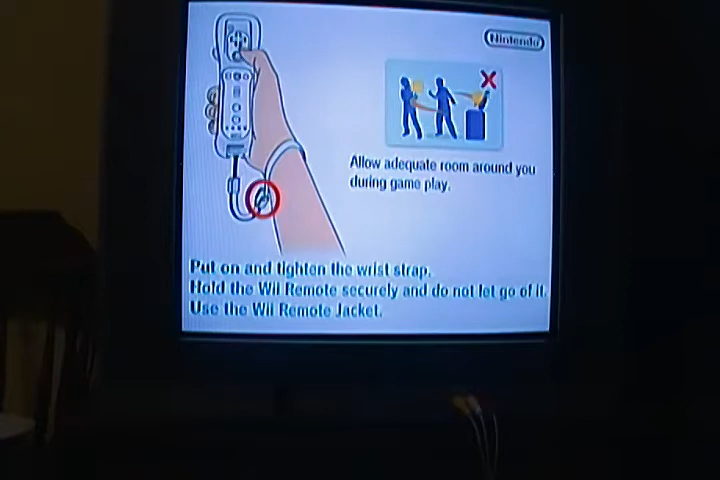 Nintendo
Allow adequate room around you
during game play.
Put on and tighten the wrist strap.
Hold the Wii Remote securely and do not let go of it.
Use the Wii Remote Jacket.